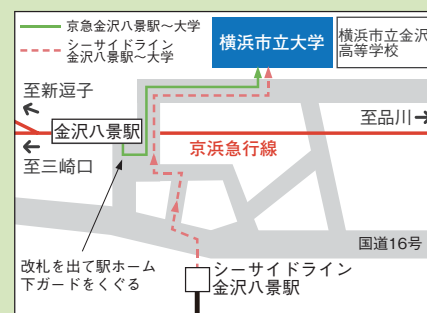 京急金沢八景駅～大学
シーサイドライン
金沢八景駅～大学
横浜市立大学
横浜市立金沢
高等学校
至新逗子
金沢八景駅
至三崎口
至品川
京浜急行線
国道16号
改札を出て駅ホーム
下ガードをくぐる
シーサイドライン
金沢八景駅